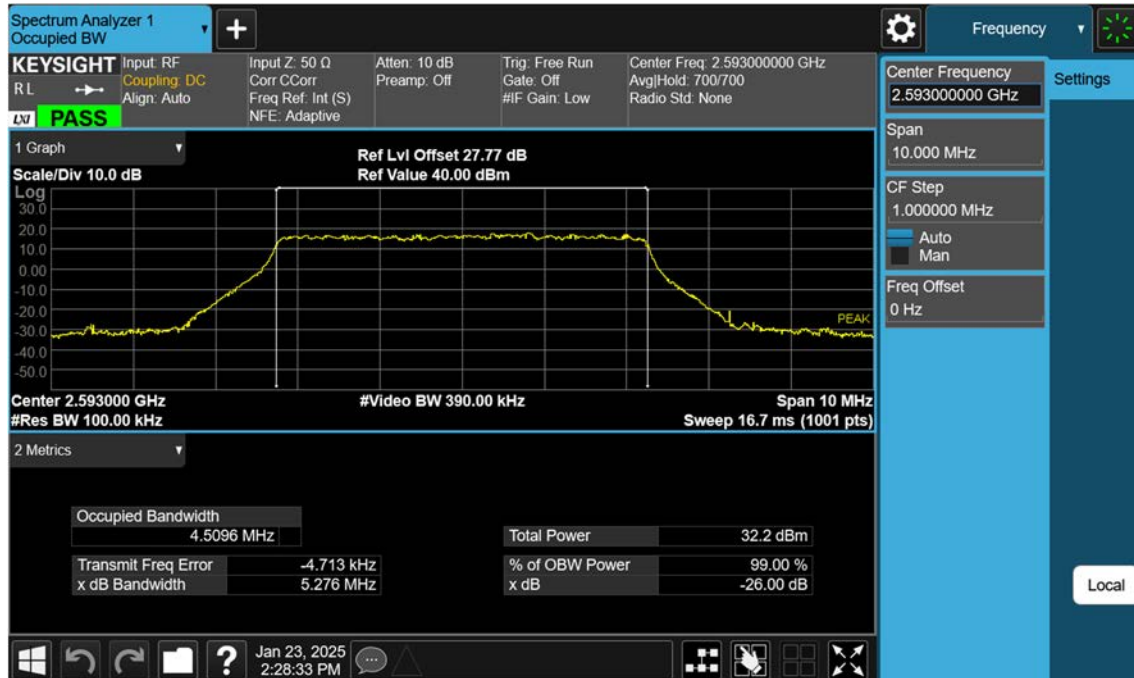 Spectrum Analyzer 1
Occupied BW
Frequency
KEYSIGHT
RL
LXI PASS
Input: RF
Coupling: DC
Align: Auto
Input Z: 50 Ω
Corr CCorr
Freq Ref: Int (S)
NFE: Adaptive
Atten: 10 dB
Preamp: Off
Trig: Free Run
Gate: Off
#IF Gain: Low
Center Freq: 2.593000000 GHz
Avg|Hold: 700/700
Radio Std: None
Center Frequency
2.593000000 GHz
Settings
Span
10.000 MHz
CF Step
1.000000 MHz
Auto
Man
Freq Offset
0 Hz
1 Graph
Scale/Div 10.0 dB
Ref Lvl Offset 27.77 dB
Ref Value 40.00 dBm
Log
30.0
20.0
10.0
0.00
-10.0
-20.0
-30.0
-40.0
-50.0
PEAK
Center 2.593000 GHz
#Video BW 390.00 kHz
Span 10 MHz
#Res BW 100.00 kHz
Sweep 16.7 ms (1001 pts)
2 Metrics
Occupied Bandwidth
4.5096 MHz
Total Power 32.2 dBm
Transmit Freq Error -4.713 kHz
% of OBW Power 99.00 %
x dB Bandwidth 5.276 MHz
x dB -26.00 dB
Local
?
Jan 23, 2025
2:28:33 PM